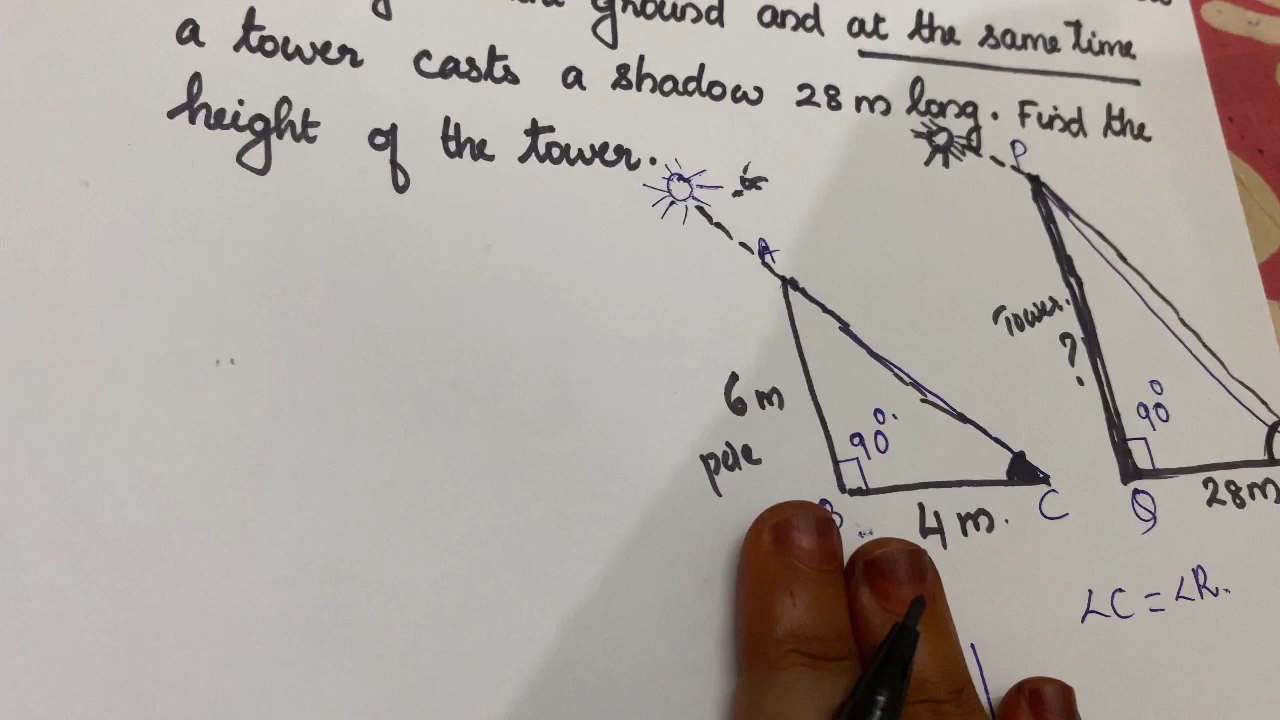 ground and at the same time
a tower casts a shadow 28 m long. Find the
height of the tower.
P
A
Tower.
?
6 m
pole
90°
90°
B
4 m.
C
Q
28m
∠C = ∠R.